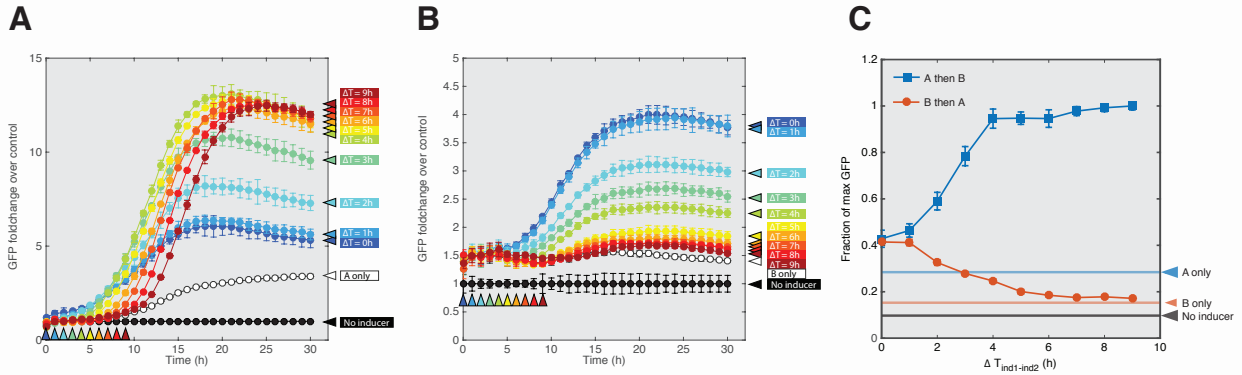 A
GFP foldchange over control
15
10
5
0
0
5
10
15
20
25
30
Time (h)
ΔT = 9h
ΔT = 8h
ΔT = 7h
ΔT = 6h
ΔT = 5h
ΔT = 4h
ΔT = 3h
ΔT = 2h
ΔT = 1h
ΔT = 0h
A only
No inducer
B
GFP foldchange over control
5
4.5
4
3.5
3
2.5
2
1.5
1
0.5
0
0
5
10
15
20
25
30
Time (h)
ΔT = 0h
ΔT = 1h
ΔT = 2h
ΔT = 3h
ΔT = 4h
ΔT = 5h
ΔT = 6h
ΔT = 7h
ΔT = 8h
ΔT = 9h
B only
No inducer
C
Fraction of max GFP
1.2
1
0.8
0.6
0.4
0.2
0
0
2
4
6
8
10
Δ Tind1-ind2 (h)
A then B
B then A
A only
B only
No inducer